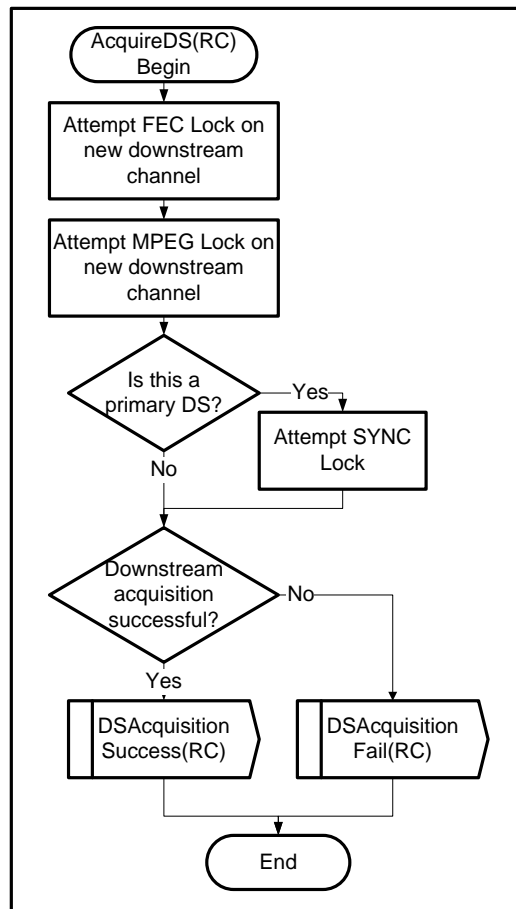 AcquireDS(RC)
Begin
Attempt FEC Lock on
new downstream
channel
Attempt MPEG Lock on
new downstream
channel
Is this a
primary DS?
Yes
Attempt SYNC
Lock
No
Downstream
acquisition
successful?
No
Yes
DSAcquisition
Success(RC)
DSAcquisition
Fail(RC)
End